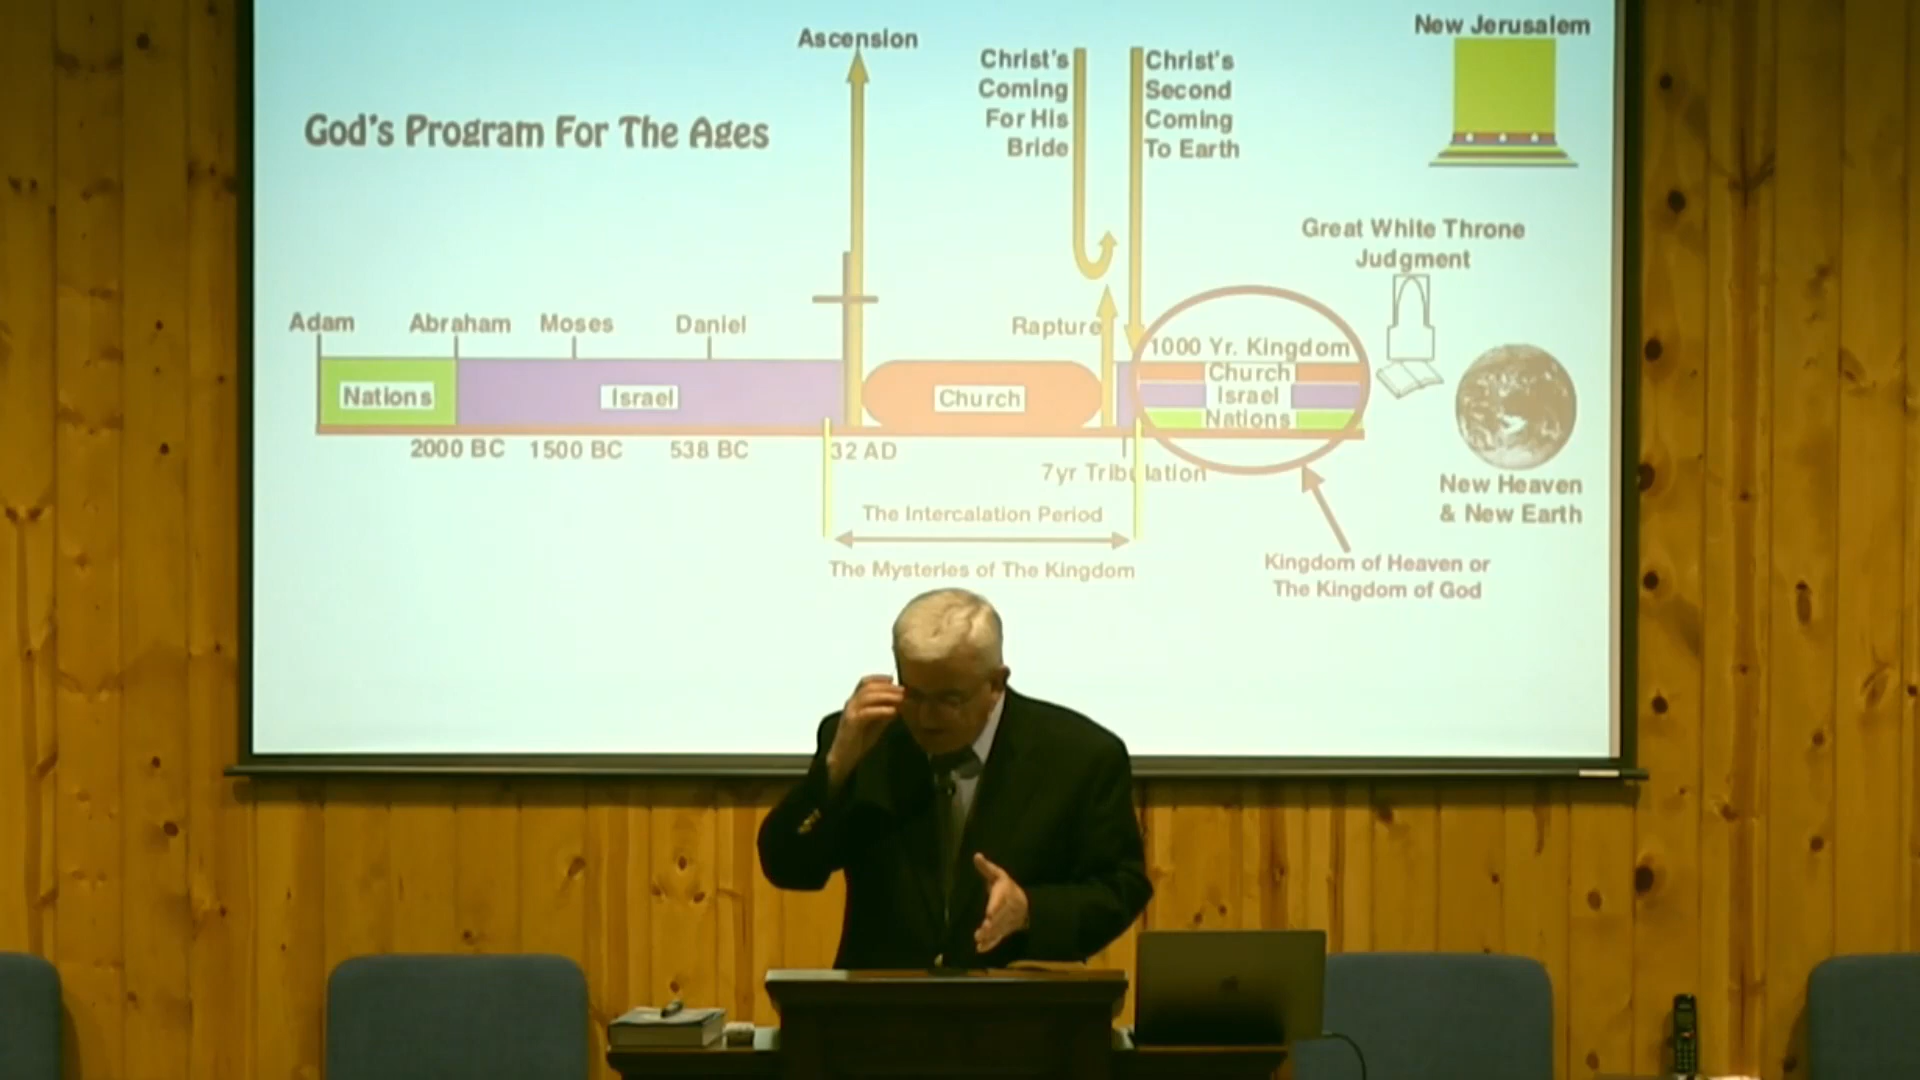 New Jerusalem
Ascension
Christ's
Coming
For His
Bride
Christ's
Second
Coming
To Earth
God's Program For The Ages
Great White Throne
Judgment
Adam
Abraham
Moses
Daniel
Rapture
1000 Yr. Kingdom
Church
Israel
Nations
Nations
Israel
Church
2000 BC
1500 BC
538 BC
32 AD
7yr Tribulation
New Heaven
& New Earth
The Intercalation Period
The Mysteries of The Kingdom
Kingdom of Heaven or
The Kingdom of God